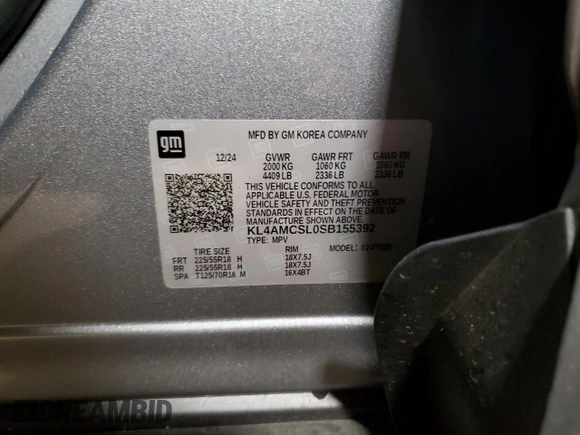 gm
MFD BY GM KOREA COMPANY
12/24 GVWR GAWR FRT GAWR RR
2000 KG 1060 KG 1060 KG
4409 LB 2336 LB 2336 LB
THIS VEHICLE CONFORMS TO ALL
APPLICABLE U.S. FEDERAL MOTOR
VEHICLE SAFETY AND THEFT PREVENTION
STANDARDS IN EFFECT ON THE DATE OF
MANUFACTURE SHOWN ABOVE.
KL4AMCSL0SB155392
TYPE: MPV MODEL:
TIRE SIZE RIM
FRT 225/55R18 H 18X7.5J
RR 225/55R18 H 18X7.5J
SPA T125/70R16 M 16X4BT
DREAMBID